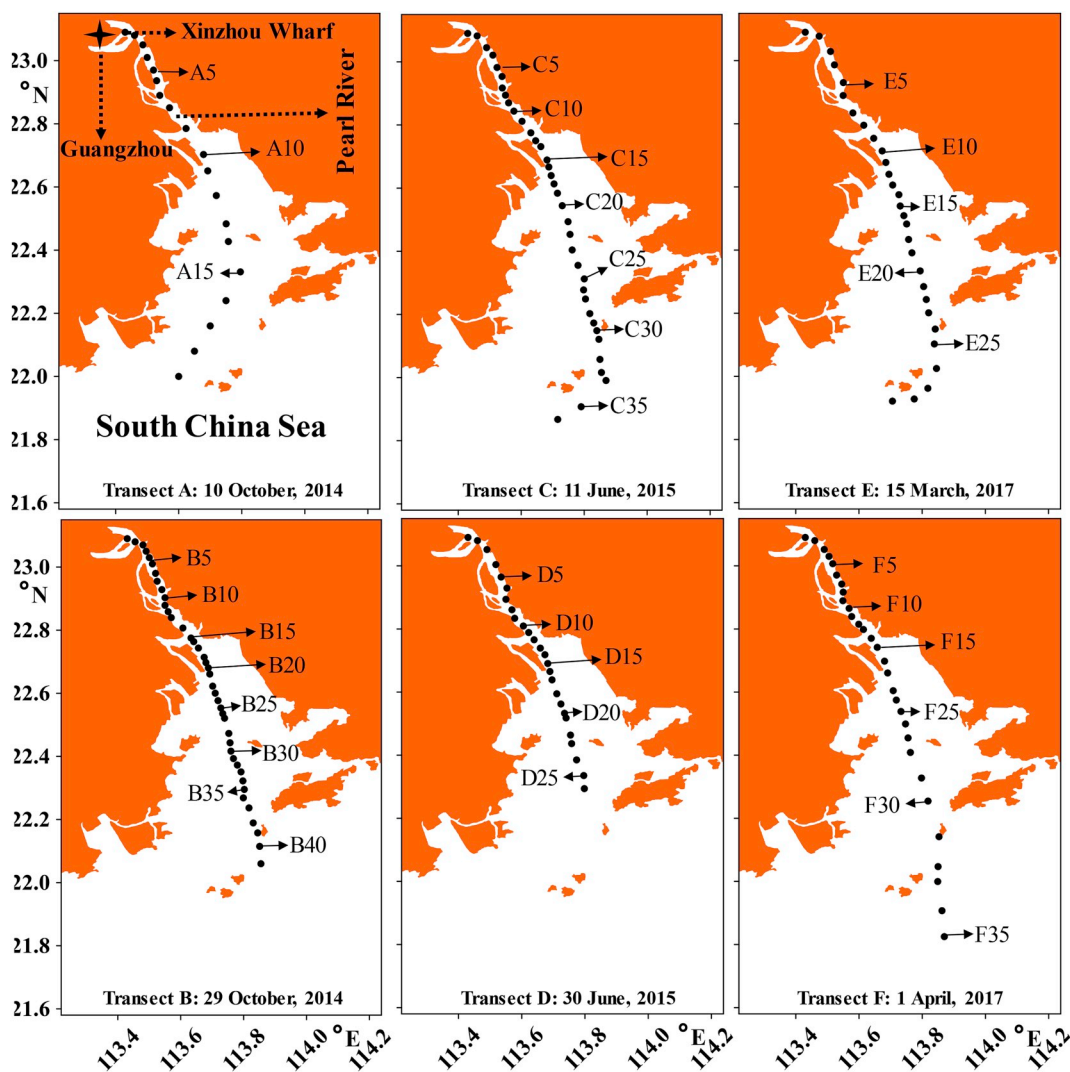 23.0
°N
22.8
22.6
22.4
22.2
22.0
21.8
21.6
Xinzhou Wharf
A5
Pearl River
Guangzhou
A10
A15
South China Sea
Transect A: 10 October, 2014
C5
C10
C15
C20
C25
C30
C35
Transect C: 11 June, 2015
E5
E10
E15
E20
E25
Transect E: 15 March, 2017
23.0
°N
22.8
22.6
22.4
22.2
22.0
21.8
21.6
B5
B10
B15
B20
B25
B30
B35
B40
Transect B: 29 October, 2014
D5
D10
D15
D20
D25
Transect D: 30 June, 2015
F5
F10
F15
F25
F30
F35
Transect F: 1 April, 2017
113.4 113.6 113.8 114.0 °E 114.2
113.4 113.6 113.8 114.0 °E 114.2
113.4 113.6 113.8 114.0 °E 114.2